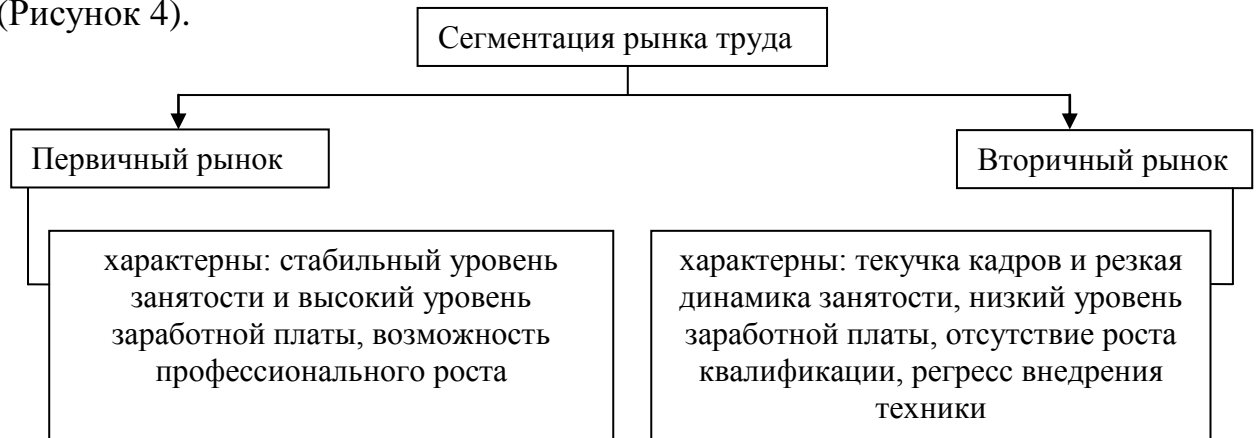 (Рисунок 4).
Сегментация рынка труда
Первичный рынок
Вторичный рынок
характерны: стабильный уровень
занятости и высокий уровень
заработной платы, возможность
профессионального роста
характерны: текучка кадров и резкая
динамика занятости, низкий уровень
заработной платы, отсутствие роста
квалификации, регресс внедрения
техники